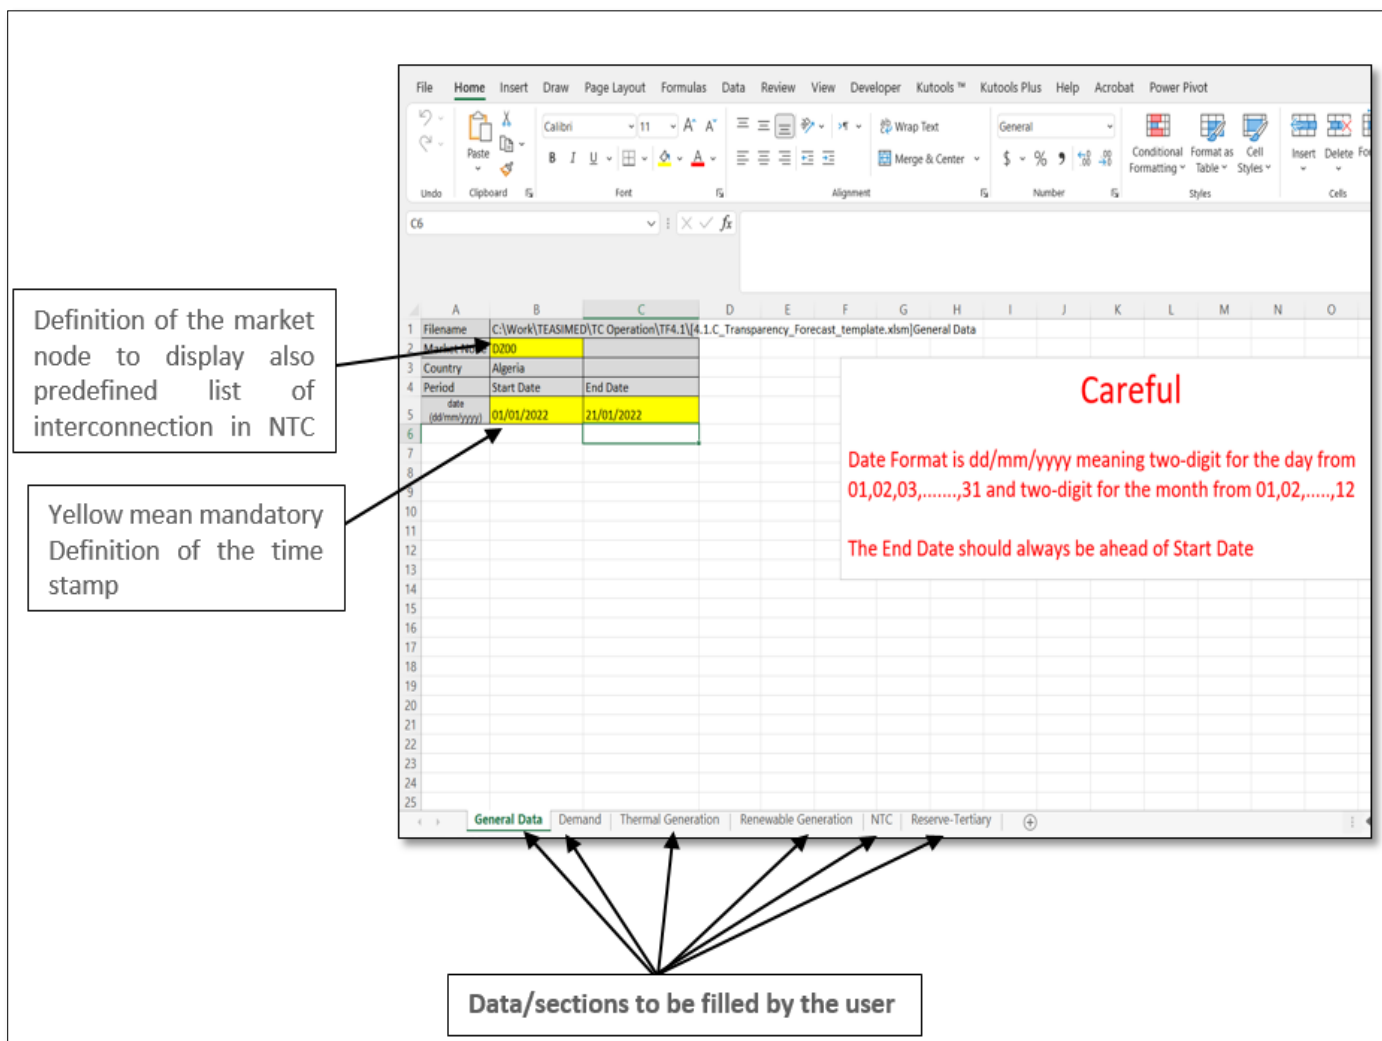 File Home Insert Draw Page Layout Formulas Data Review View Developer Kutools ™ Kutools Plus Help Acrobat Power Pivot
Calibri 11 A^ A˅ Wrap Text General
Paste B I U A Merge & Center $ % 9 Conditional Formatting Format as Table Cell Styles Insert Delete
Undo Clipboard Font Alignment Number Styles Cells
C6 fx
A B C D E F G H I J K L M N O
1 Filename C:\Work\TEASIMED\TC Operation\TF4.1\[4.1.C_Transparency_Forecast_template.xlsm]General Data
2 Market Node DZ00
3 Country Algeria
4 Period Start Date End Date
date
5 (dd/mm/yyyy) 01/01/2022 21/01/2022
6
7
8
9
10
11
12
13
14
15
16
17
18
19
20
21
22
23
24
25
Careful
Date Format is dd/mm/yyyy meaning two-digit for the day from
01,02,03,.......,31 and two-digit for the month from 01,02,.....,12
The End Date should always be ahead of Start Date
General Data Demand Thermal Generation Renewable Generation NTC Reserve-Tertiary
Definition of the market
node to display also
predefined list of
interconnection in NTC
Yellow mean mandatory
Definition of the time
stamp
Data/sections to be filled by the user